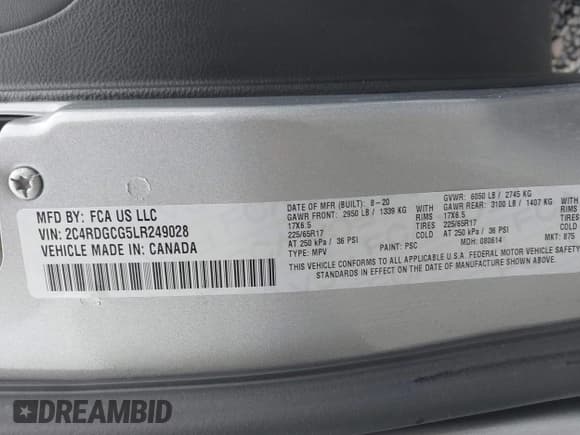 MFD BY: FCA US LLC
VIN: 2C4RDGCG5LR249028
VEHICLE MADE IN: CANADA
DATE OF MFR (BUILT): 8-20
GAWR FRONT: 2950 LB / 1339 KG WITH
17X6.5 RIMS
225/65R17 TIRES
AT 250 kPa / 36 PSI COLD
TYPE: MPV PAINT: PSC
GVWR: 6050 LB / 2745 KG
GAWR REAR: 3100 LB / 1407 KG WITH
17X6.5 RIMS
225/65R17 TIRES
AT 250 kPa / 36 PSI COLD
MDH: 080614 MKT: 875
THIS VEHICLE CONFORMS TO ALL APPLICABLE U.S.A. FEDERAL MOTOR VEHICLE SAFETY
STANDARDS IN EFFECT ON THE DATE OF MANUFACTURE SHOWN ABOVE.
DREAMBID